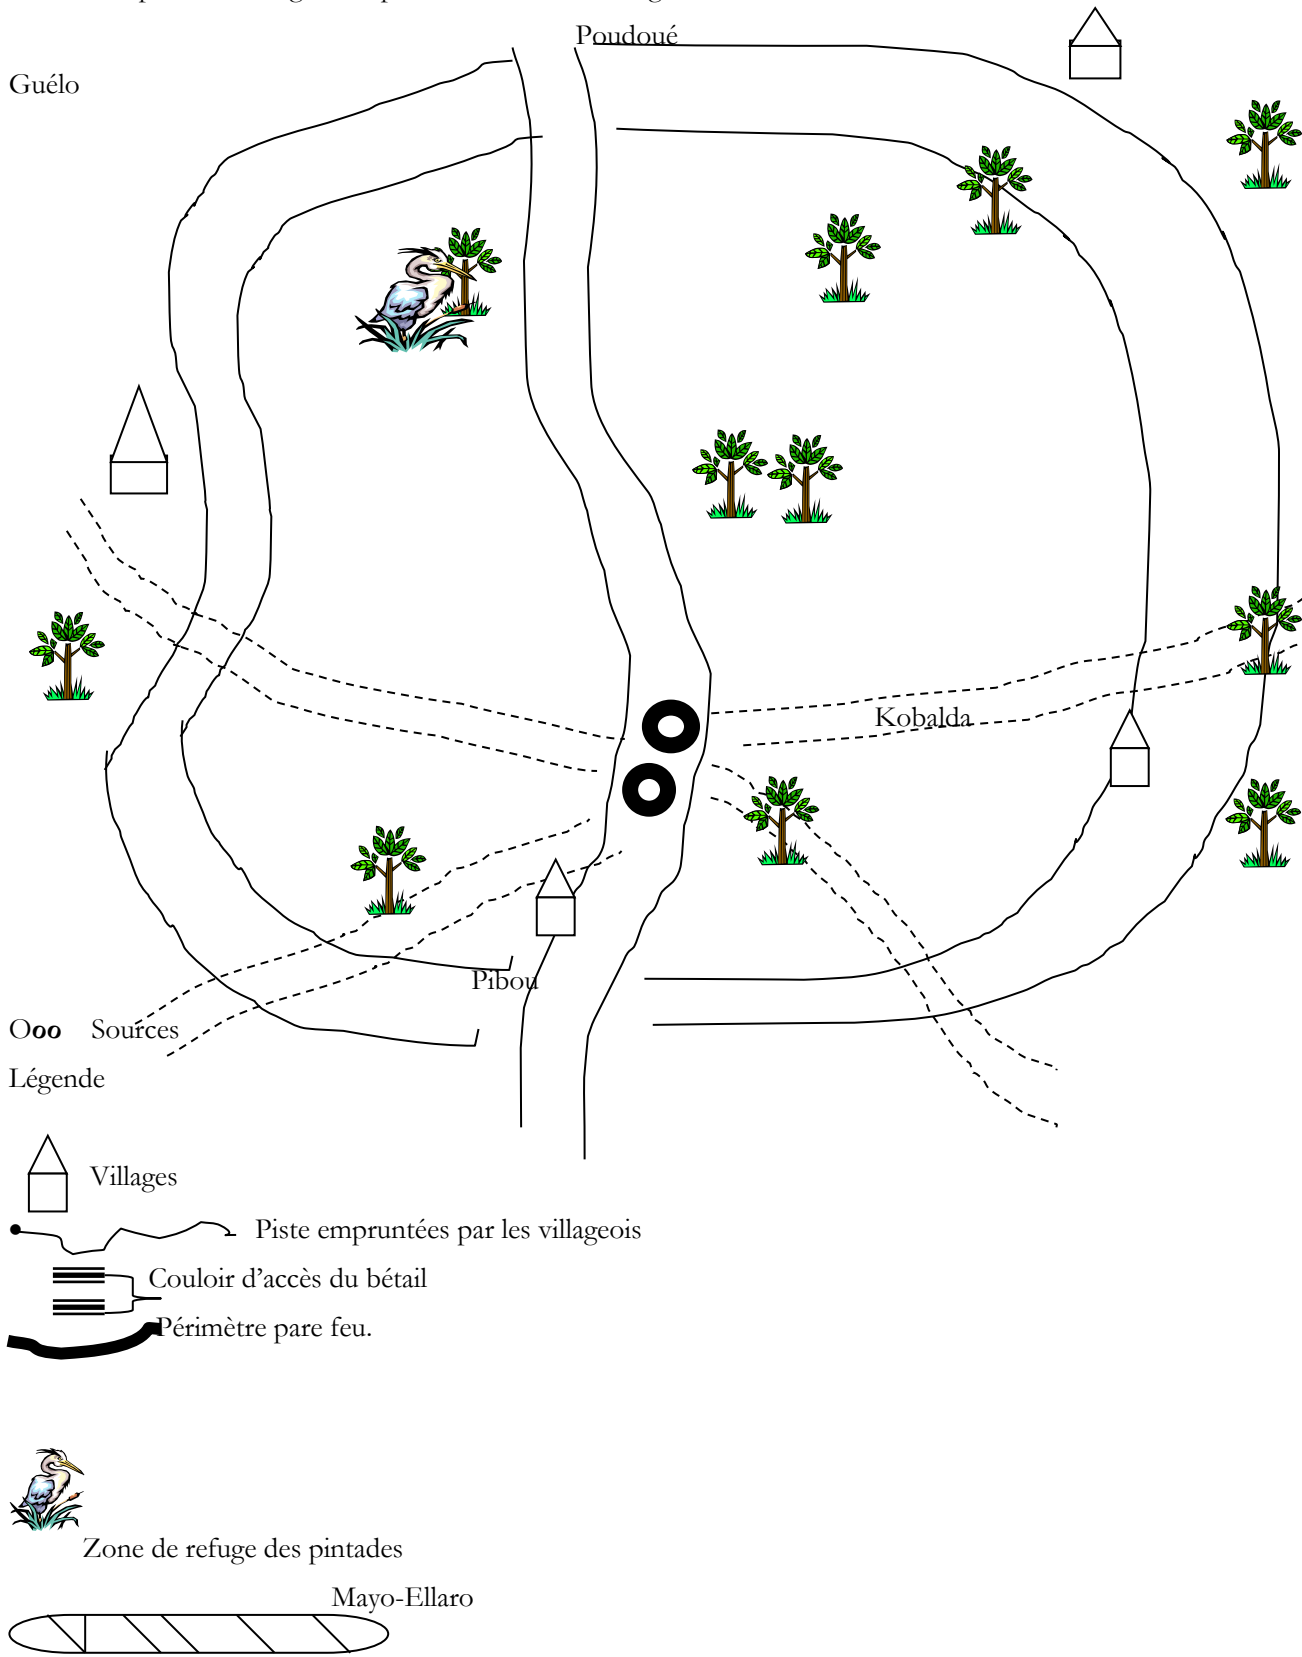 Poudoué
Guélo
Kobalda
Pibou
Ooo Sources
Légende
Villages
Piste empruntées par les villageois
Couloir d’accès du bétail
Périmètre pare feu.
Zone de refuge des pintades
Mayo-Ellaro